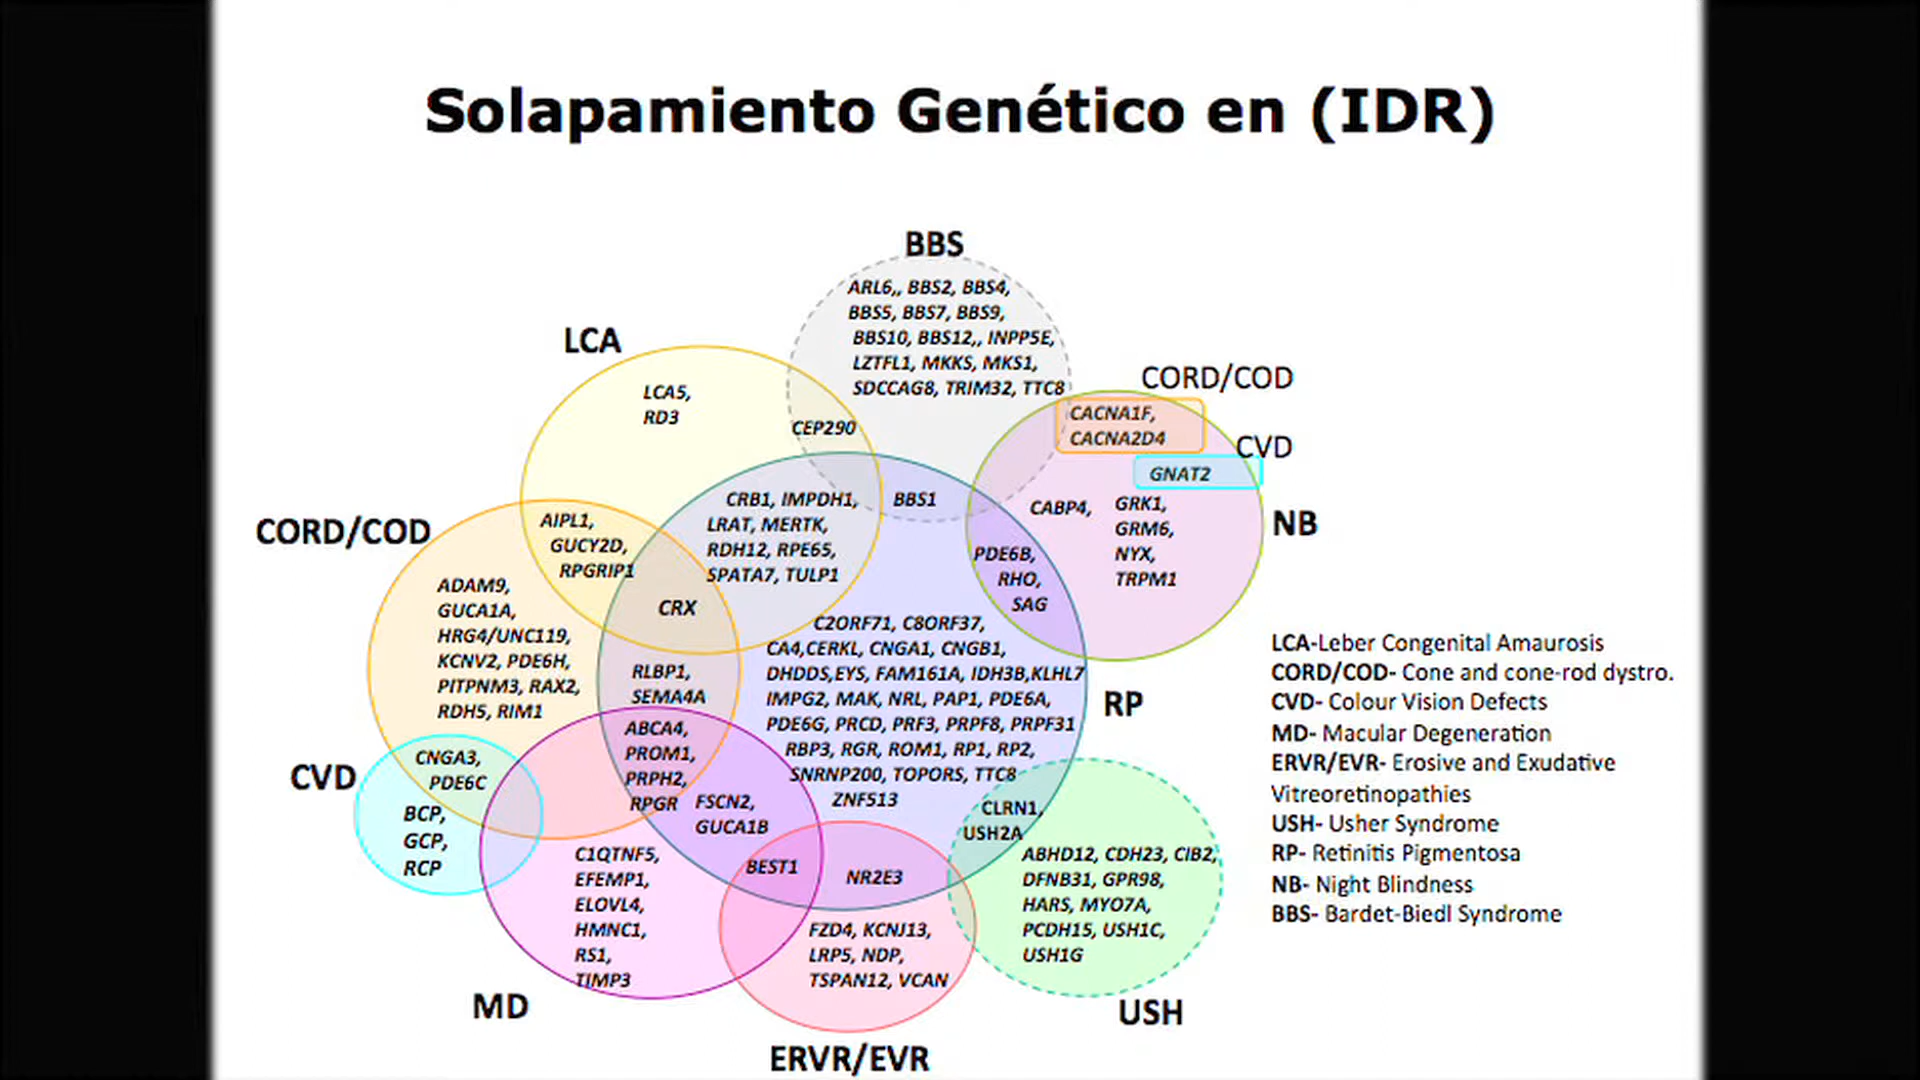 Solapamiento Genético en (IDR)
BBS
ARL6,, BBS2, BBS4,
BBS5, BBS7, BBS9,
BBS10, BBS12,, INPP5E,
LZTFL1, MKKS, MKS1,
SDCCAG8, TRIM32, TTC8
LCA
LCA5,
RD3
CEP290
CORD/COD
CACNA1F,
CACNA2D4
CVD
GNAT2
CABP4,
GRK1,
GRM6,
NYX,
TRPM1
NB
CRB1, IMPDH1,
LRAT, MERTK,
RDH12, RPE65,
SPATA7, TULP1
BBS1
PDE6B,
RHO,
SAG
CORD/COD
AIPL1,
GUCY2D,
RPGRIP1
ADAM9,
GUCA1A,
HRG4/UNC119,
KCNV2, PDE6H,
PITPNM3, RAX2,
RDH5, RIM1
CRX
RLBP1,
SEMA4A
C2ORF71, C8ORF37,
CA4,CERKL, CNGA1, CNGB1,
DHDDS,EYS, FAM161A, IDH3B,KLHL7
IMPG2, MAK, NRL, PAP1, PDE6A,
PDE6G, PRCD, PRF3, PRPF8, PRPF31
RBP3, RGR, ROM1, RP1, RP2,
SNRNP200, TOPORS, TTC8
ZNF513
RP
ABCA4,
PROM1,
PRPH2,
RPGR
FSCN2,
GUCA1B
CVD
CNGA3,
PDE6C
BCP,
GCP,
RCP
CLRN1,
USH2A
C1QTNF5,
EFEMP1,
ELOVL4,
HMNC1,
RS1,
TIMP3
BEST1
NR2E3
ABHD12, CDH23, CIB2,
DFNB31, GPR98,
HARS, MYO7A,
PCDH15, USH1C,
USH1G
FZD4, KCNJ13,
LRP5, NDP,
TSPAN12, VCAN
MD
USH
ERVR/EVR
LCA-Leber Congenital Amaurosis
CORD/COD- Cone and cone-rod dystro.
CVD- Colour Vision Defects
MD- Macular Degeneration
ERVR/EVR- Erosive and Exudative
Vitreoretinopathies
USH- Usher Syndrome
RP- Retinitis Pigmentosa
NB- Night Blindness
BBS- Bardet-Biedl Syndrome